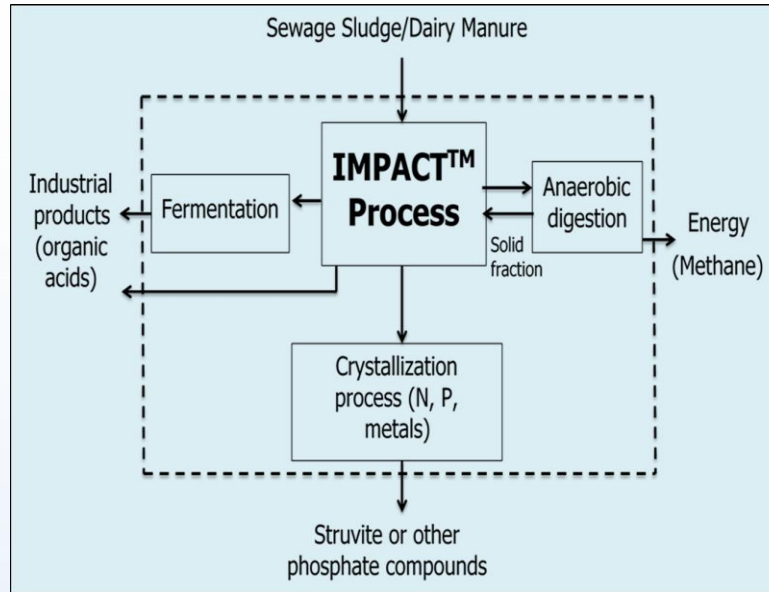 Sewage Sludge/Dairy Manure
IMPACT™
Process
Industrial
products
(organic
acids)
Fermentation
Anaerobic
digestion
Solid
fraction
Energy
(Methane)
Crystallization
process (N, P,
metals)
Struvite or other
phosphate compounds